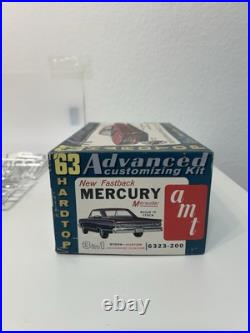 '63
HARDTOP
Advanced
customizing Kit
New Fastback
MERCURY
Marauder
amt
3 in 1
6323-200